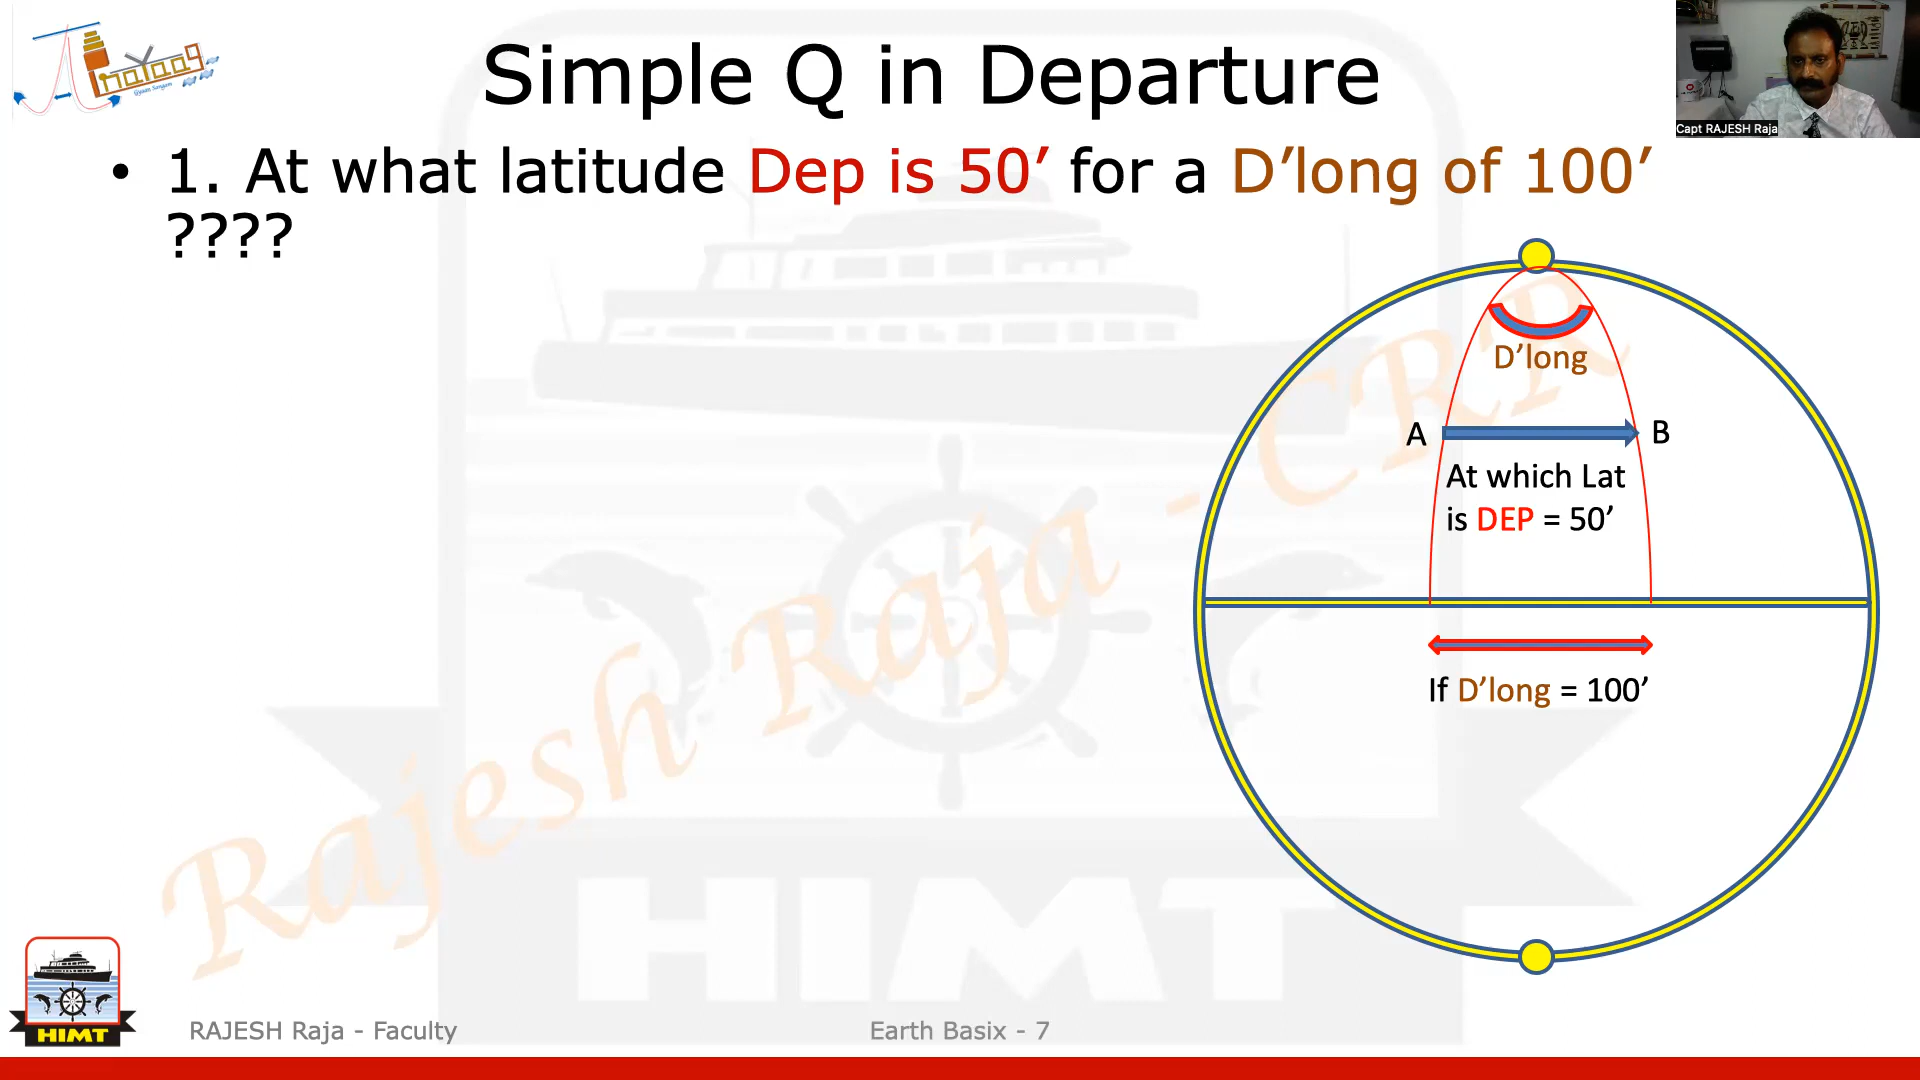 Simple Q in Departure
Capt RAJESH Raja
• 1. At what latitude Dep is 50’ for a D’long of 100’
????
D’long
A
B
At which Lat
is DEP = 50’
If D’long = 100’
Rajesh Raja - CRR
HIMT
HIMT
RAJESH Raja - Faculty
Earth Basix - 7